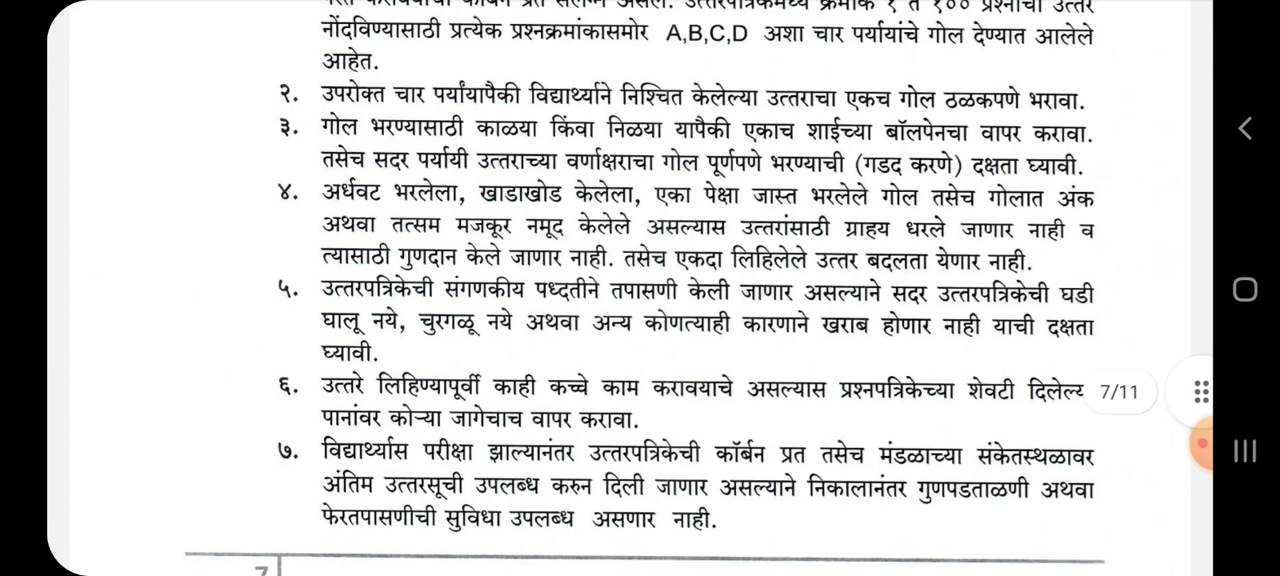 नोंदविण्यासाठी प्रत्येक प्रश्नक्रमांकासमोर A,B,C,D अशा चार पर्यायांचे गोल देण्यात आलेले
आहेत.
२. उपरोक्त चार पर्यांयापैकी विद्यार्थ्याने निश्चित केलेल्या उत्तराचा एकच गोल ठळकपणे भरावा.
३. गोल भरण्यासाठी काळया किंवा निळया यापैकी एकाच शाईच्या बॉलपेनचा वापर करावा.
तसेच सदर पर्यायी उत्तराच्या वर्णाक्षराचा गोल पूर्णपणे भरण्याची (गडद करणे) दक्षता घ्यावी.
४. अर्धवट भरलेला, खाडाखोड केलेला, एका पेक्षा जास्त भरलेले गोल तसेच गोलात अंक
अथवा तत्सम मजकूर नमूद केलेले असल्यास उत्तरांसाठी ग्राहय धरले जाणार नाही व
त्यासाठी गुणदान केले जाणार नाही. तसेच एकदा लिहिलेले उत्तर बदलता येणार नाही.
५. उत्तरपत्रिकेची संगणकीय पध्दतीने तपासणी केली जाणार असल्याने सदर उत्तरपत्रिकेची घडी
घालू नये, चुरगळू नये अथवा अन्य कोणत्याही कारणाने खराब होणार नाही याची दक्षता
घ्यावी.
६. उत्तरे लिहिण्यापूर्वी काही कच्चे काम करावयाचे असल्यास प्रश्नपत्रिकेच्या शेवटी 7/11
पानांवर कोऱ्या जागेचाच वापर करावा.
७. विद्यार्थ्यास परीक्षा झाल्यानंतर उत्तरपत्रिकेची कॉर्बन प्रत तसेच मंडळाच्या संकेतस्थळावर
अंतिम उत्तरसूची उपलब्ध करुन दिली जाणार असल्याने निकालानंतर गुणपडताळणी अथवा
फेरतपासणीची सुविधा उपलब्ध असणार नाही.